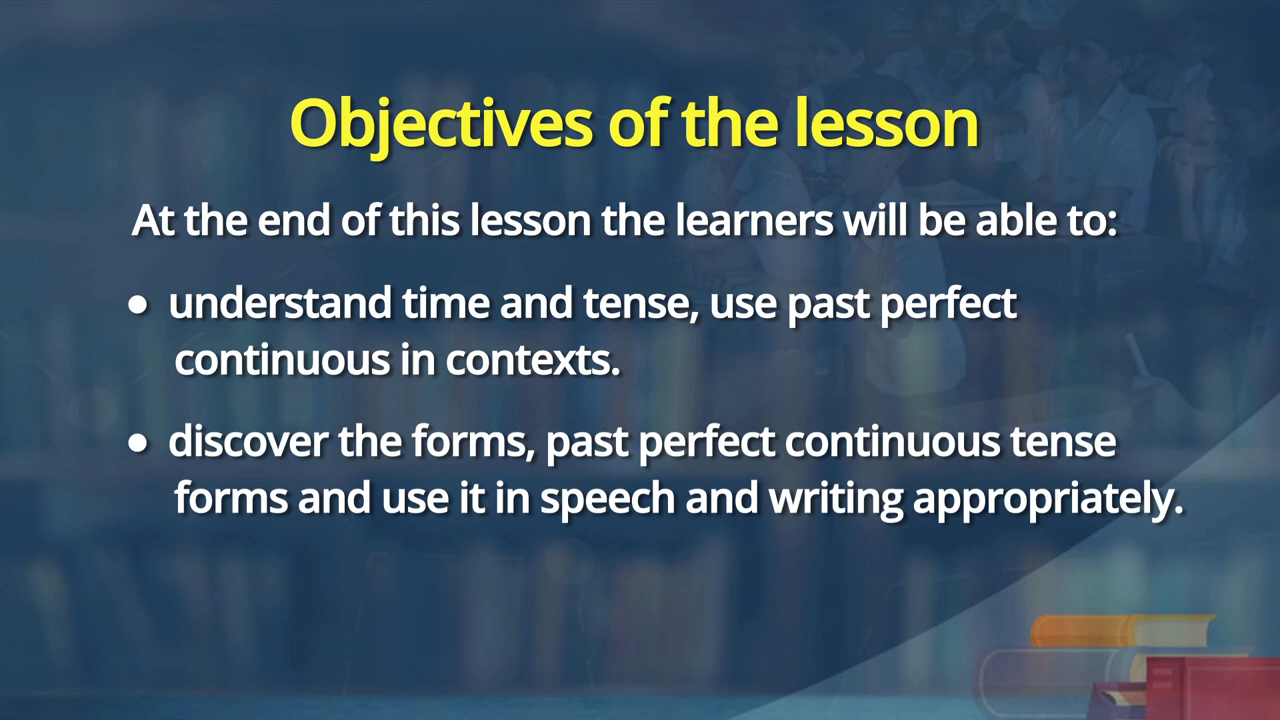 Objectives of the lesson
At the end of this lesson the learners will be able to:
● understand time and tense, use past perfect
continuous in contexts.
● discover the forms, past perfect continuous tense
forms and use it in speech and writing appropriately.